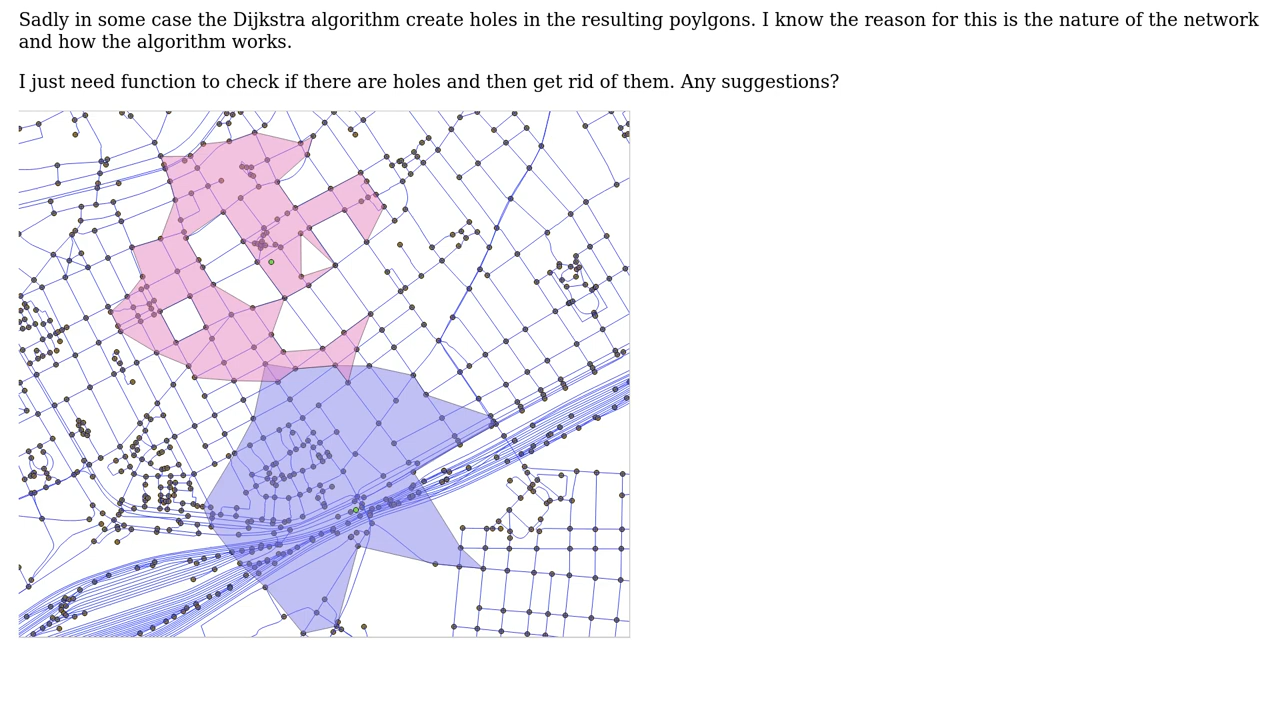 Sadly in some case the Dijkstra algorithm create holes in the resulting poylgons. I know the reason for this is the nature of the network
and how the algorithm works.
I just need function to check if there are holes and then get rid of them. Any suggestions?